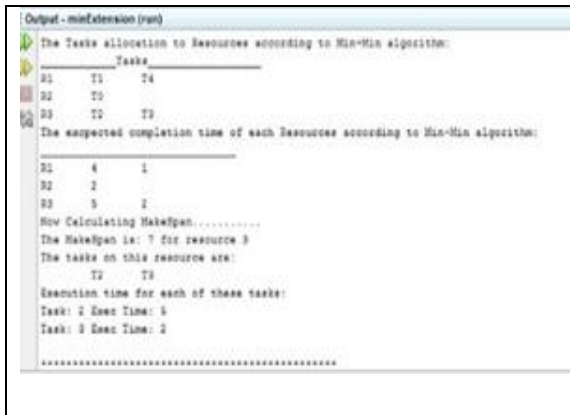 Output - minExtension (run)
The Tasks allocation to Resources according to Min-Min algorithm:
Tasks
R1 T1 T4
R2 T0
R3 T2 T3
The excpected completion time of each Resources according to Min-Min algorithm:
R1 4 1
R2 2
R3 5 2
Now Calculating MakeSpan...........
The MakeSpan is: 7 for resource 3
The tasks on this resource are:
T2 T3
Execution time for each of these tasks:
Task: 2 Exec Time: 5
Task: 3 Exec Time: 2
***********************************************